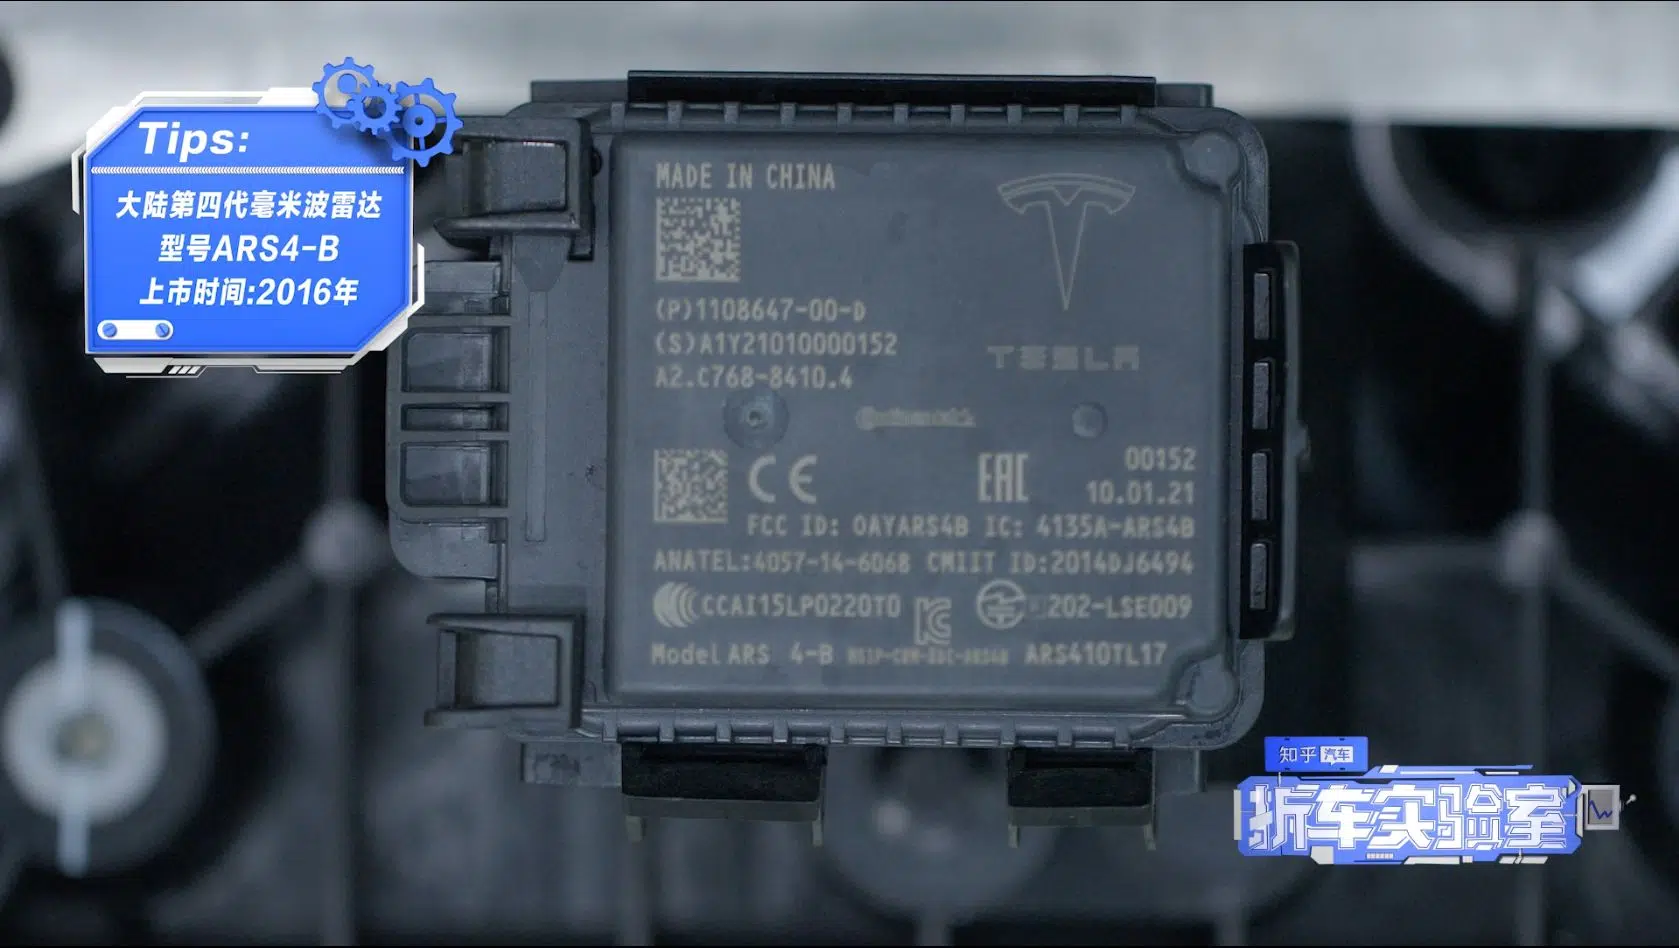 Tips:
大陆第四代毫米波雷达
型号ARS4-B
上市时间:2016年
MADE IN CHINA
(P)1108647-00-D
(S)A1Y21010000152
A2.C768-8410.4
TESLA
Continental
CE
EAC
00152
10.01.21
FCC ID: OAYARS4B IC: 4135A-ARS4B
ANATEL:4057-14-6068 CMIIT ID:2014DJ6494
CCAI15LP0220T0
202-LSE009
Model ARS 4-B
ARS410TL17
知乎 汽车
拆车实验室